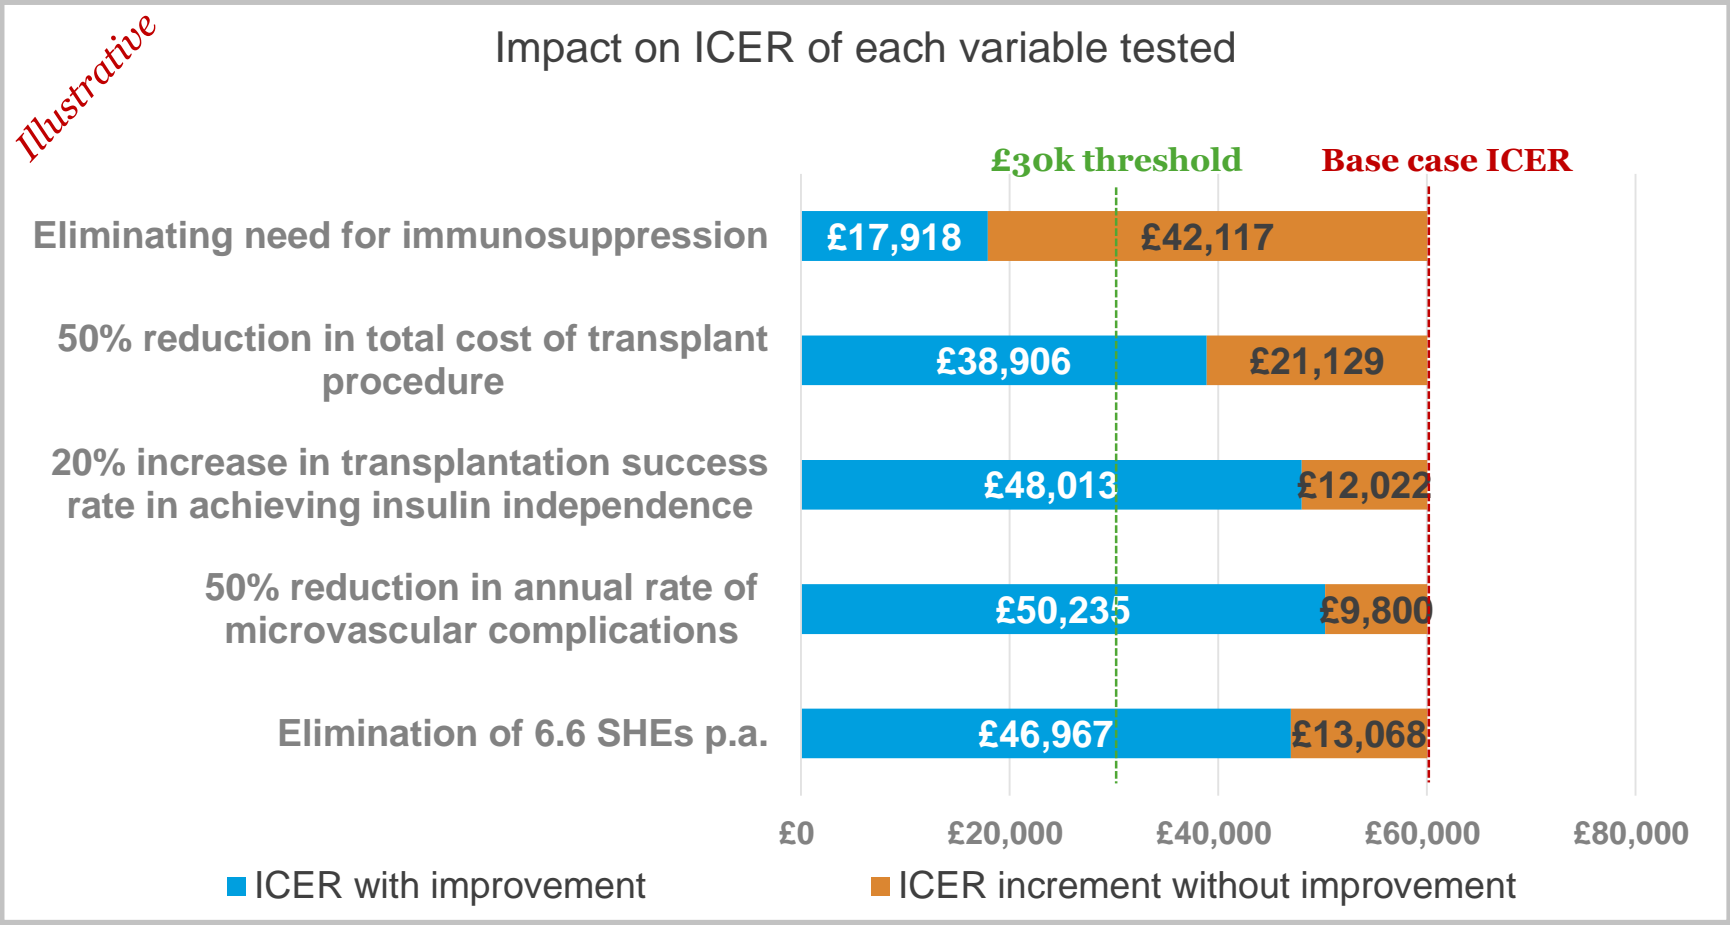 Illustrative
Impact on ICER of each variable tested
£30k threshold
Base case ICER
Eliminating need for immunosuppression
£17,918
£42,117
50% reduction in total cost of transplant
procedure
£38,906
£21,129
20% increase in transplantation success
rate in achieving insulin independence
£48,013
£12,022
50% reduction in annual rate of
microvascular complications
£50,235
£9,800
Elimination of 6.6 SHEs p.a.
£46,967
£13,068
£0
£20,000
£40,000
£60,000
£80,000
ICER with improvement
ICER increment without improvement